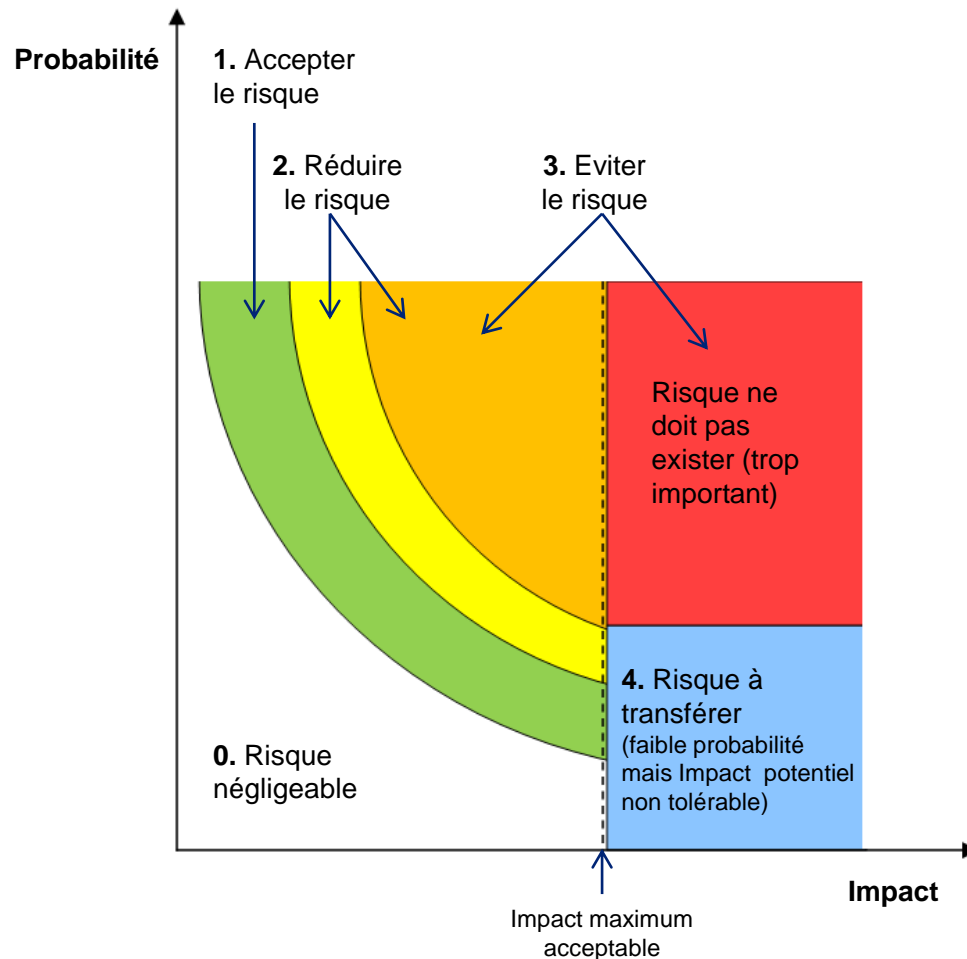 Probabilité
1. Accepter
le risque
2. Réduire
le risque
3. Eviter
le risque
Risque ne
doit pas
exister (trop
important)
4. Risque à
transférer
(faible probabilité
mais Impact potentiel
non tolérable)
0. Risque
négligeable
Impact
Impact maximum
acceptable